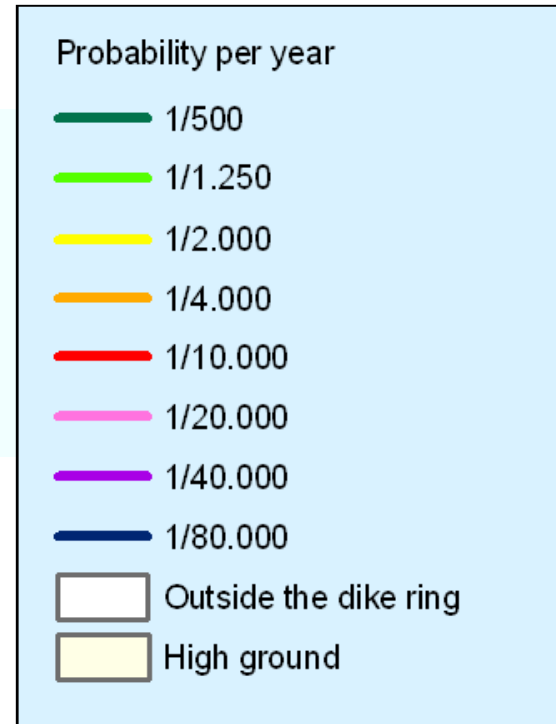 Probability per year
1/500
1/1.250
1/2.000
1/4.000
1/10.000
1/20.000
1/40.000
1/80.000
Outside the dike ring
High ground